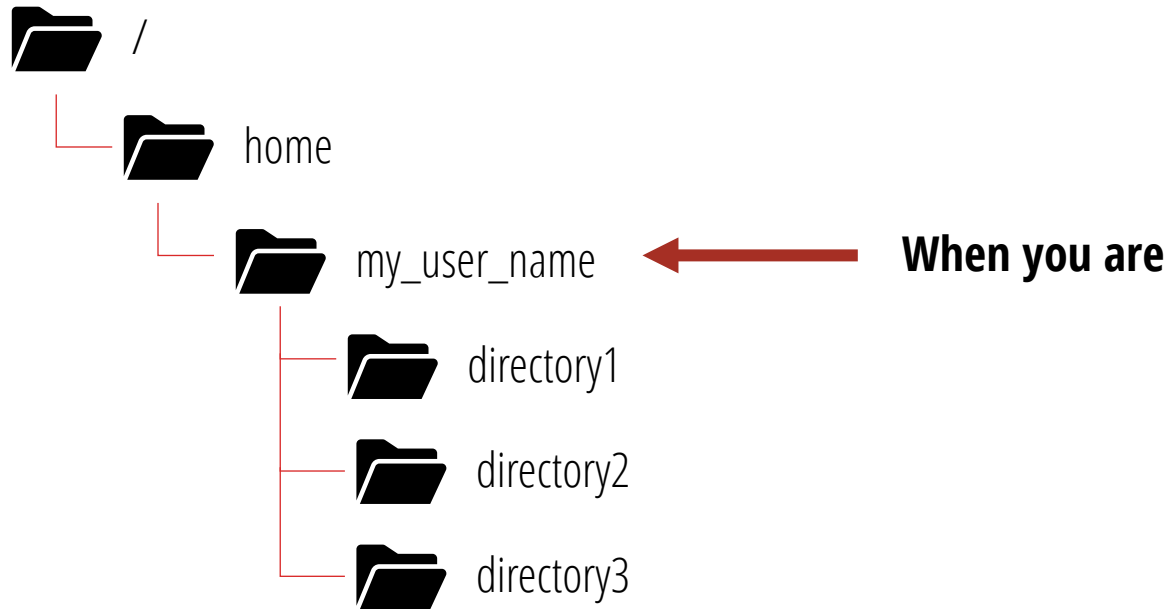 /
home
my_user_name
When you are
directory1
directory2
directory3